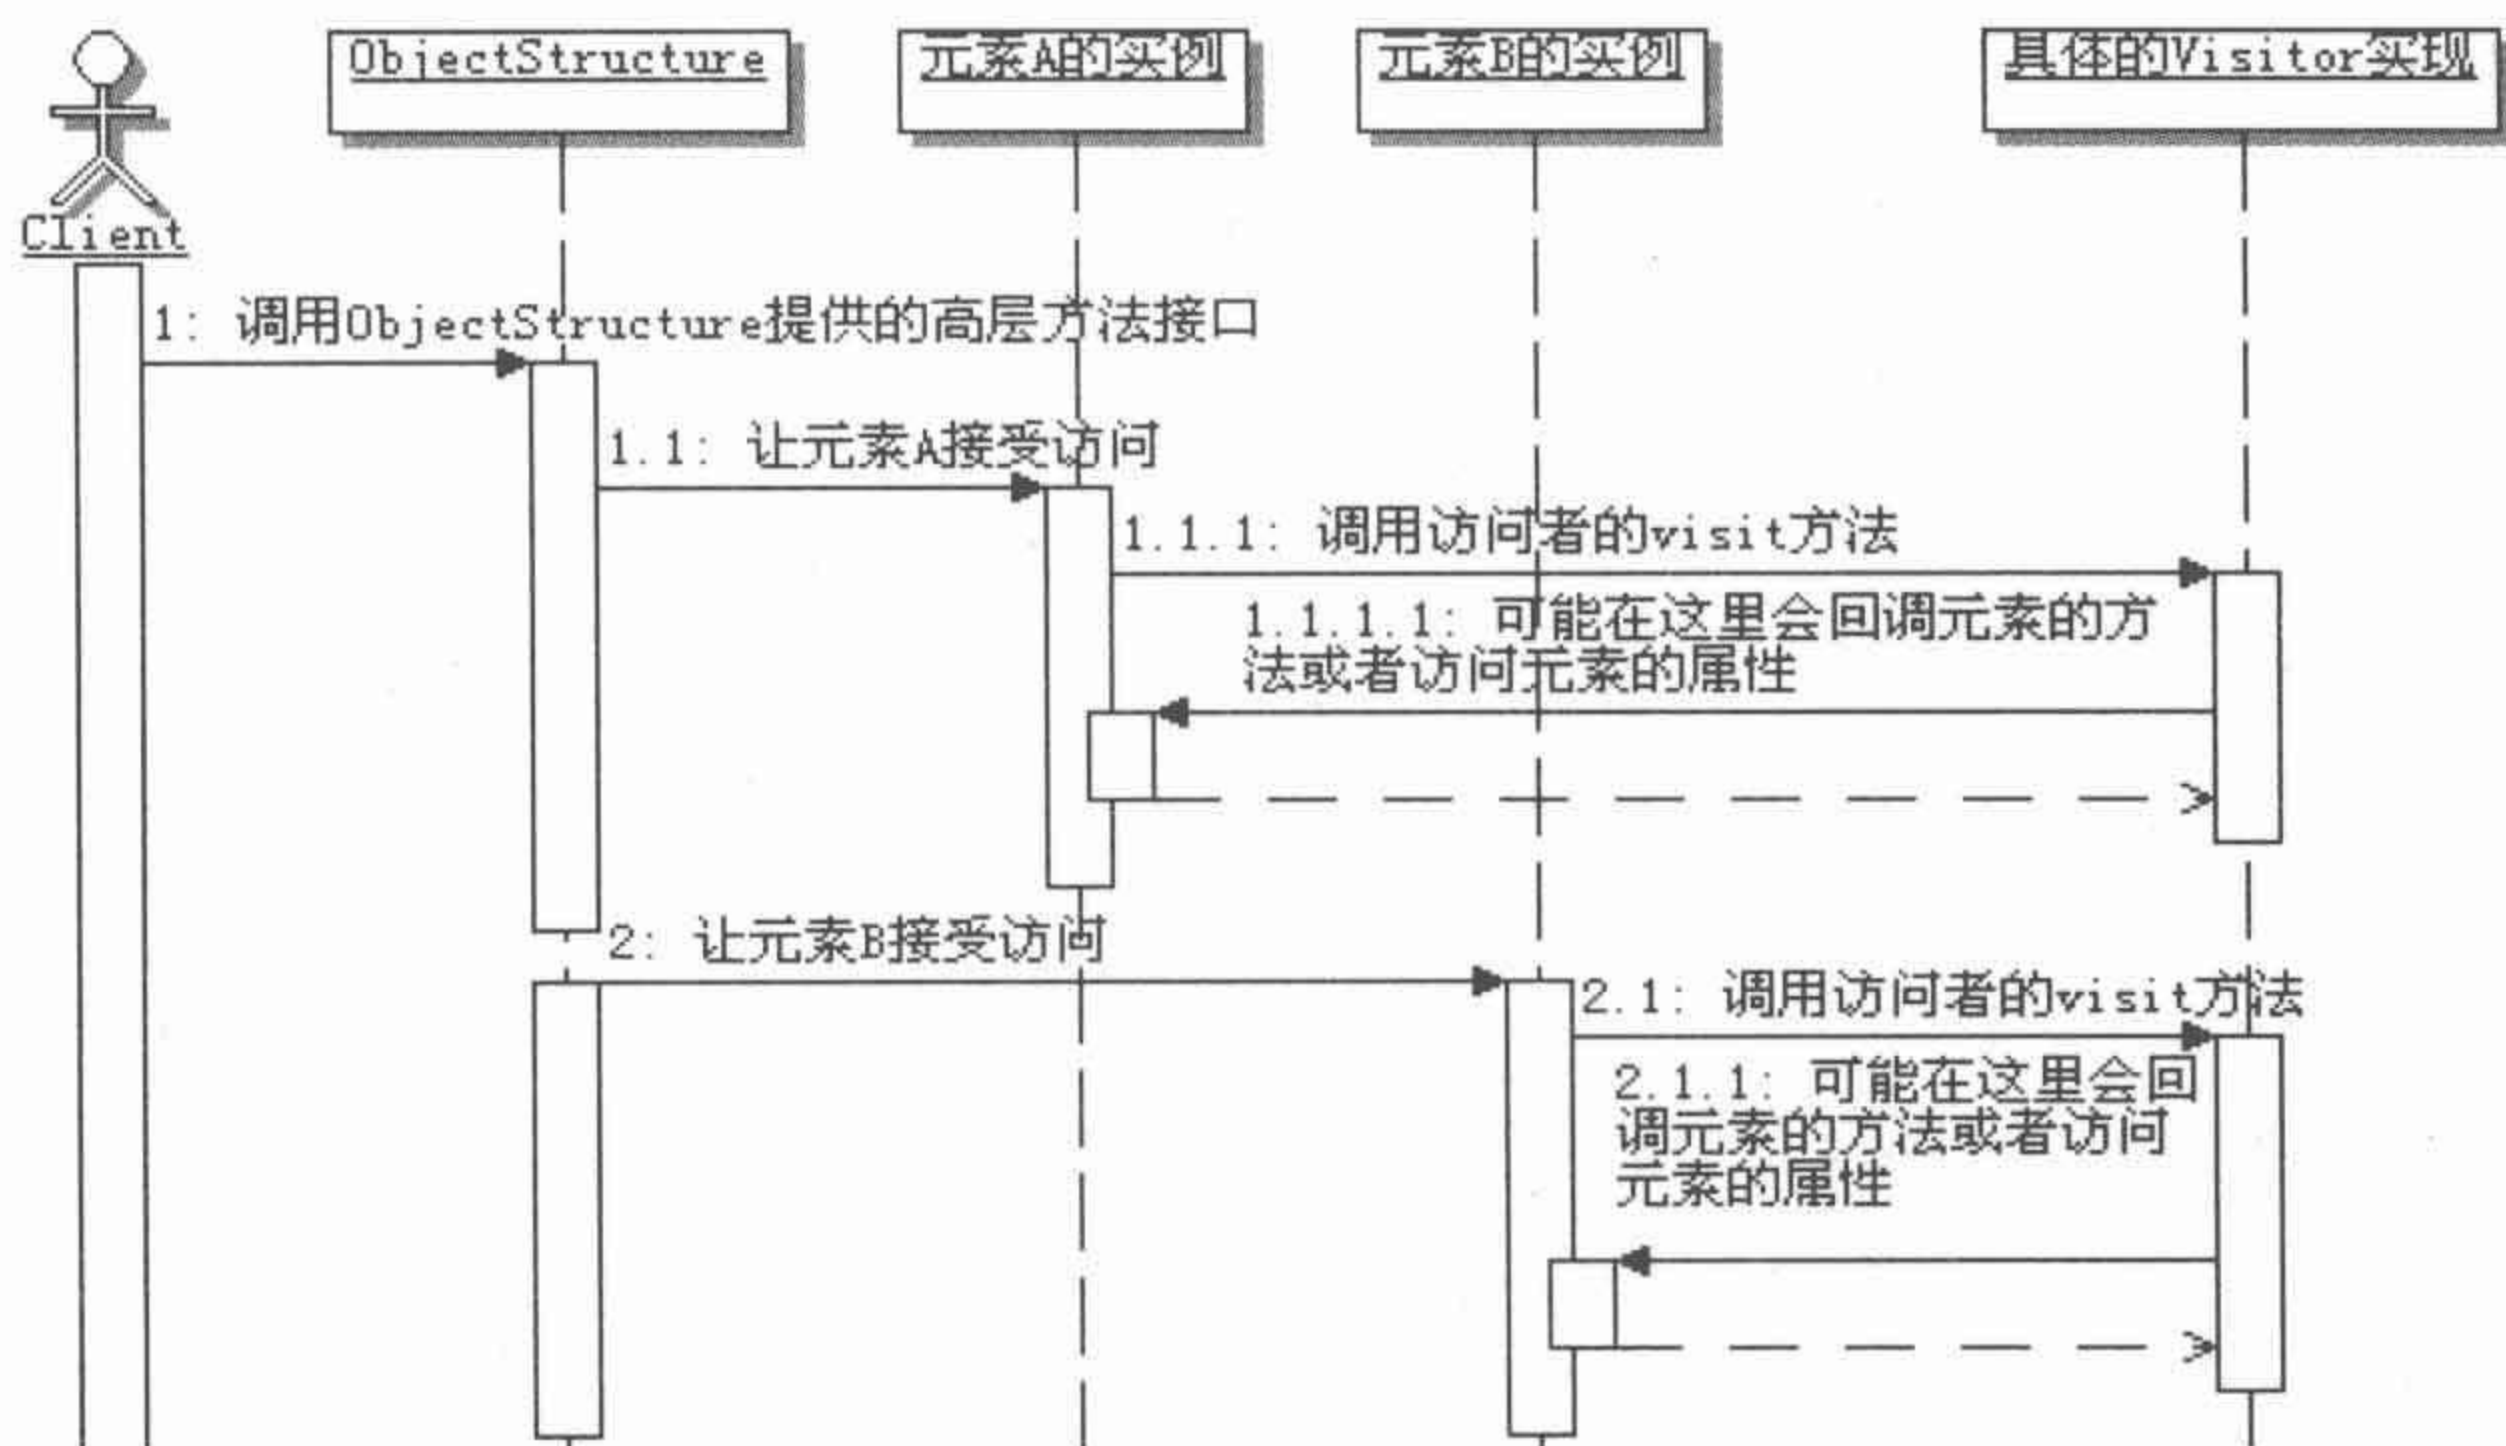 ObjectStructure
元素A的实例
元素B的实例
具体的Visitor实现
Client
1: 调用ObjectStructure提供的高层方法接口
1.1: 让元素A接受访问
1.1.1: 调用访问者的visit方法
1.1.1.1: 可能在这里会回调元素的方
法或者访问元素的属性
2: 让元素B接受访问
2.1: 调用访问者的visit方法
2.1.1: 可能在这里会回
调元素的方法或者访问
元素的属性